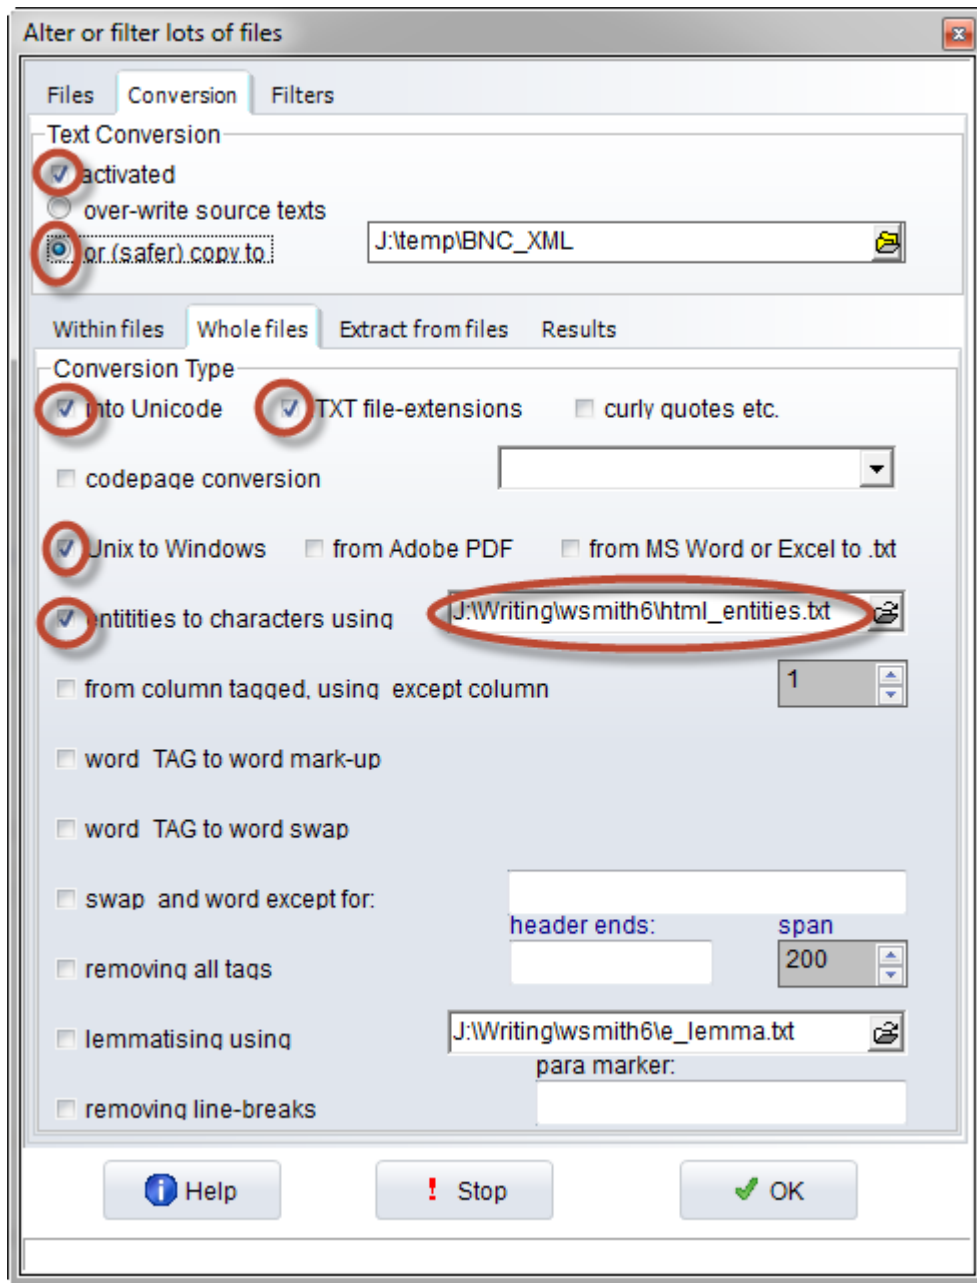 Alter or filter lots of files
Files Conversion Filters
Text Conversion
activated
over-write source texts
or (safer) copy to J:\temp\BNC_XML
Within files Whole files Extract from files Results
Conversion Type
into Unicode TXT file-extensions curly quotes etc.
codepage conversion
Unix to Windows from Adobe PDF from MS Word or Excel to .txt
entitities to characters using J:\Writing\wsmith6\html_entities.txt
from column tagged, using except column 1
word TAG to word mark-up
word TAG to word swap
swap and word except for:
header ends: span
removing all tags 200
lemmatising using J:\Writing\wsmith6\e_lemma.txt
para marker:
removing line-breaks
Help ! Stop OK